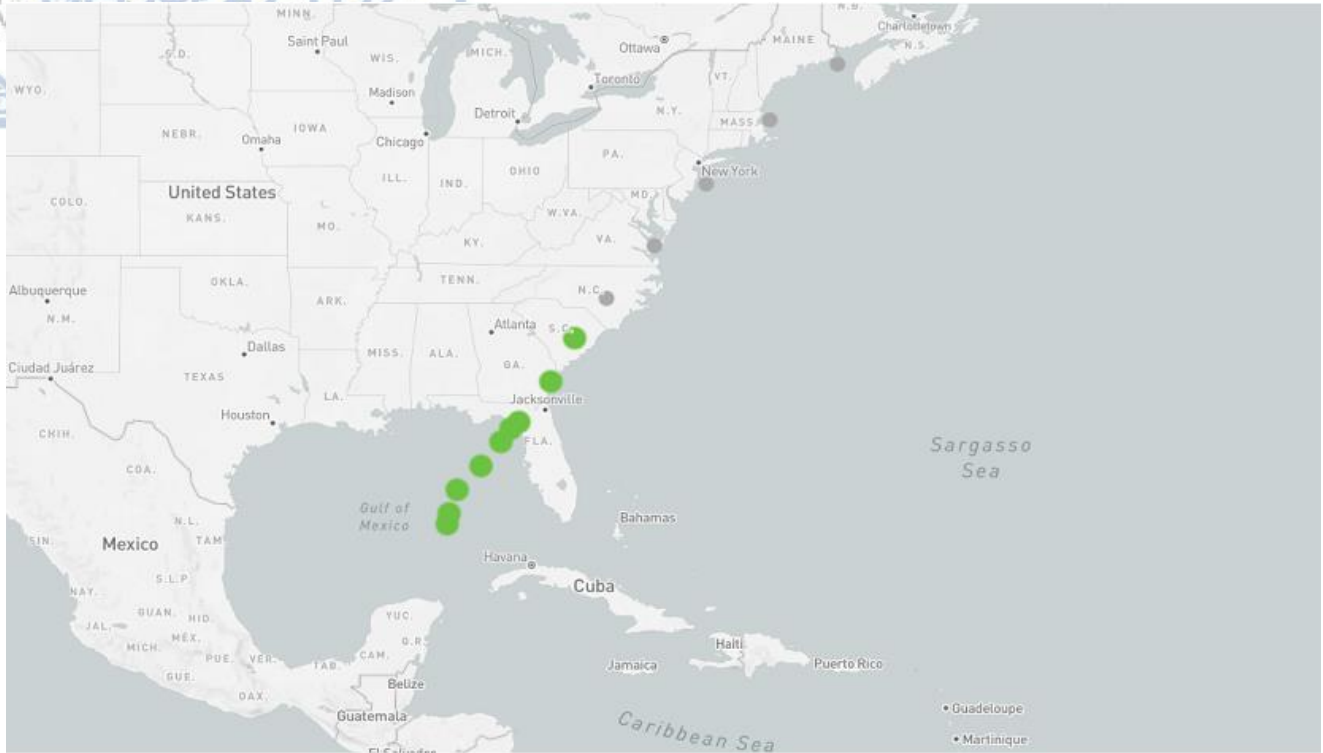 MINN.
N.B.
Charlottetown
Saint Paul
Ottawa
MAINE
S.D.
WIS.
MICH.
N.S.
Toronto
VT.
WYO.
Madison
Detroit
N.Y.
MASS.
NEBR.
Omaha
IOWA
Chicago
PA.
New York
ILL.
IND.
OHIO
United States
MD.
COLO.
KANS.
MO.
W.VA.
VA.
KY.
OKLA.
TENN.
Albuquerque
N.C.
N.M.
ARK.
Atlanta
S.C.
Dallas
MISS.
ALA.
GA.
Ciudad Juárez
TEXAS
LA.
Jacksonville
Houston
CHIH.
FLA.
Sargasso
Sea
COA.
Gulf of
Mexico
Bahamas
N.L.
SIN.
Mexico
TAM.
Havana
S.L.P.
Cuba
NAY.
GUAN.
HID.
YUC.
JAL.
MÉX.
Q.R.
MICH.
PUE.
VER.
CAM.
Haiti
TAB.
Jamaica
Puerto Rico
GUE.
Belize
OAX.
Guadeloupe
Guatemala
Caribbean Sea
Martinique
El Salvador